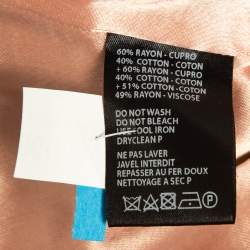 60% RAYON - CUPRO
40% COTTON - COTON
+ 60% RAYON - CUPRO
40% COTTON - COTON
+ 51% COTTON - COTON
49% RAYON - VISCOSE
DO NOT WASH
DO NOT BLEACH
USE COOL IRON
DRYCLEAN P
NE PAS LAVER
JAVEL INTERDIT
REPASSER AU FER DOUX
NETTOYAGE A SEC P